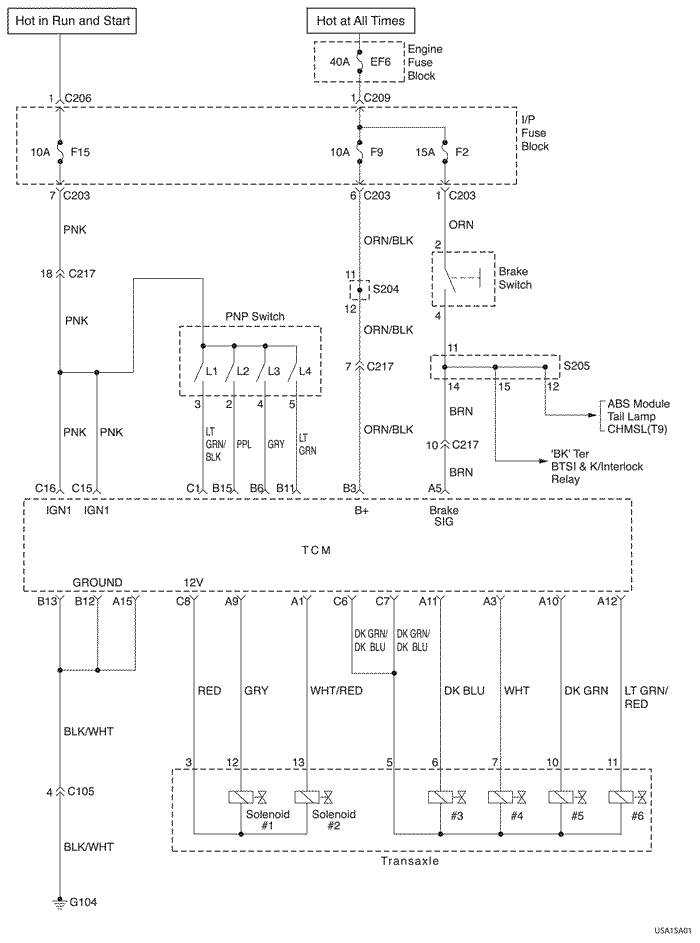 Hot in Run and Start
Hot at All Times
40A EF6
Engine
Fuse
Block
1 C206
1 C209
10A F15
10A F9
15A F2
I/P
Fuse
Block
7 C203
6 C203
1 C203
PNK
ORN/BLK
ORN
2
18 C217
11
S204
12
Brake
Switch
4
PNK
PNP Switch
ORN/BLK
L1 L2 L3 L4
3 2 4 5
7 C217
11
S205
14 15 12
ABS Module
Tail Lamp
CHMSL(T9)
PNK PNK
LT
GRN/
BLK
PPL
GRY
LT
GRN
ORN/BLK
BRN
10 C217
BRN
'BK' Ter
BTSI & K/Interlock
Relay
C16 C15 C1 B15 B6 B11 B3 A5
IGN1 IGN1 B+ Brake
SIG
TCM
GROUND 12V
B13 B12 A15 C8 A9 A1 C6 C7 A11 A3 A10 A12
DK GRN/
DK BLU
DK GRN/
DK BLU
RED GRY WHT/RED DK BLU WHT DK GRN LT GRN/
RED
BLK/WHT
3 12 13 5 6 7 10 11
4 C105
Solenoid
#1
Solenoid
#2
#3 #4 #5 #6
BLK/WHT
Transaxle
G104
USA15A01